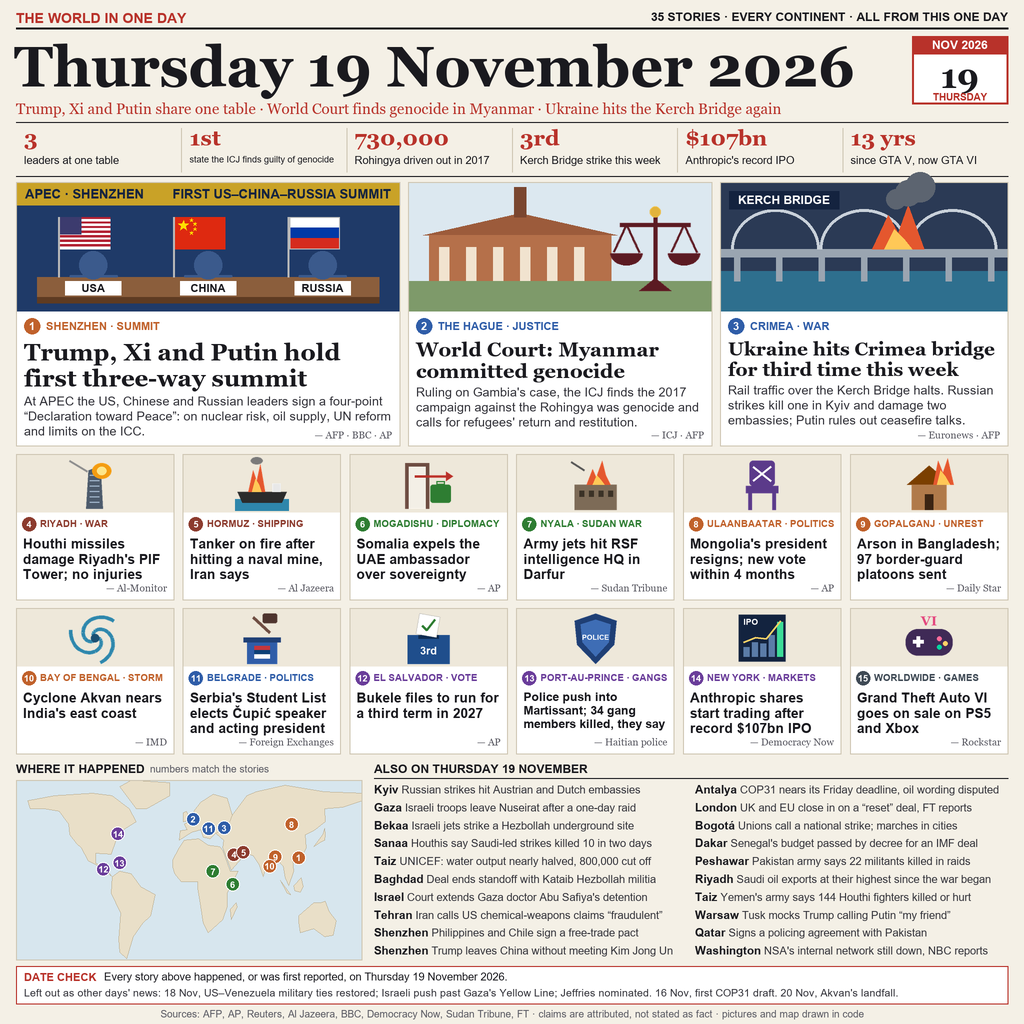 THE WORLD IN ONE DAY
35 STORIES · EVERY CONTINENT · ALL FROM THIS ONE DAY
Thursday 19 November 2026
NOV 2026
19
THURSDAY
Trump, Xi and Putin share one table · World Court finds genocide in Myanmar · Ukraine hits the Kerch Bridge again
3
leaders at one table
1st
state the ICJ finds guilty of genocide
730,000
Rohingya driven out in 2017
3rd
Kerch Bridge strike this week
$107bn
Anthropic's record IPO
13 yrs
since GTA V, now GTA VI
APEC · SHENZHEN
FIRST US–CHINA–RUSSIA SUMMIT
USA
CHINA
RUSSIA
1 SHENZHEN · SUMMIT
Trump, Xi and Putin hold
first three-way summit
At APEC the US, Chinese and Russian leaders sign a four-point
“Declaration toward Peace”: on nuclear risk, oil supply, UN reform
and limits on the ICC.
— AFP · BBC · AP
2 THE HAGUE · JUSTICE
World Court: Myanmar
committed genocide
Ruling on Gambia's case, the ICJ finds the 2017
campaign against the Rohingya was genocide and
calls for refugees' return and restitution.
— ICJ · AFP
KERCH BRIDGE
3 CRIMEA · WAR
Ukraine hits Crimea bridge
for third time this week
Rail traffic over the Kerch Bridge halts. Russian
strikes kill one in Kyiv and damage two
embassies; Putin rules out ceasefire talks.
— Euronews · AFP
4 RIYADH · WAR
Houthi missiles
damage Riyadh's PIF
Tower; no injuries
— Al-Monitor
5 HORMUZ · SHIPPING
Tanker on fire after
hitting a naval mine,
Iran says
— Al Jazeera
6 MOGADISHU · DIPLOMACY
Somalia expels the
UAE ambassador
over sovereignty
— AP
7 NYALA · SUDAN WAR
Army jets hit RSF
intelligence HQ in
Darfur
— Sudan Tribune
8 ULAANBAATAR · POLITICS
Mongolia's president
resigns; new vote
within 4 months
— AP
9 GOPALGANJ · UNREST
Arson in Bangladesh;
97 border-guard
platoons sent
— Daily Star
10 BAY OF BENGAL · STORM
Cyclone Akvan nears
India's east coast
— IMD
11 BELGRADE · POLITICS
Serbia's Student List
elects Čupić speaker
and acting president
— Foreign Exchanges
3rd
12 EL SALVADOR · VOTE
Bukele files to run for
a third term in 2027
— AP
POLICE
13 PORT-AU-PRINCE · GANGS
Police push into
Martissant; 34 gang
members killed, they say
— Haitian police
IPO
14 NEW YORK · MARKETS
Anthropic shares
start trading after
record $107bn IPO
— Democracy Now
VI
15 WORLDWIDE · GAMES
Grand Theft Auto VI
goes on sale on PS5
and Xbox
— Rockstar
WHERE IT HAPPENED numbers match the stories
14
12
13
2
11
3
4
5
7
6
8
9
10
1
ALSO ON THURSDAY 19 NOVEMBER
Kyiv Russian strikes hit Austrian and Dutch embassies
Gaza Israeli troops leave Nuseirat after a one-day raid
Bekaa Israeli jets strike a Hezbollah underground site
Sanaa Houthis say Saudi-led strikes killed 10 in two days
Taiz UNICEF: water output nearly halved, 800,000 cut off
Baghdad Deal ends standoff with Kataib Hezbollah militia
Israel Court extends Gaza doctor Abu Safiya's detention
Tehran Iran calls US chemical-weapons claims “fraudulent”
Shenzhen Philippines and Chile sign a free-trade pact
Shenzhen Trump leaves China without meeting Kim Jong Un
Antalya COP31 nears its Friday deadline, oil wording disputed
London UK and EU close in on a “reset” deal, FT reports
Bogotá Unions call a national strike; marches in cities
Dakar Senegal's budget passed by decree for an IMF deal
Peshawar Pakistan army says 22 militants killed in raids
Riyadh Saudi oil exports at their highest since the war began
Taiz Yemen's army says 144 Houthi fighters killed or hurt
Warsaw Tusk mocks Trump calling Putin “my friend”
Qatar Signs a policing agreement with Pakistan
Washington NSA's internal network still down, NBC reports
DATE CHECK Every story above happened, or was first reported, on Thursday 19 November 2026.
Left out as other days' news: 18 Nov, US–Venezuela military ties restored; Israeli push past Gaza's Yellow Line; Jeffries nominated. 16 Nov, first COP31 draft. 20 Nov, Akvan's landfall.
Sources: AFP, AP, Reuters, Al Jazeera, BBC, Democracy Now, Sudan Tribune, FT · claims are attributed, not stated as fact · pictures and map drawn in code